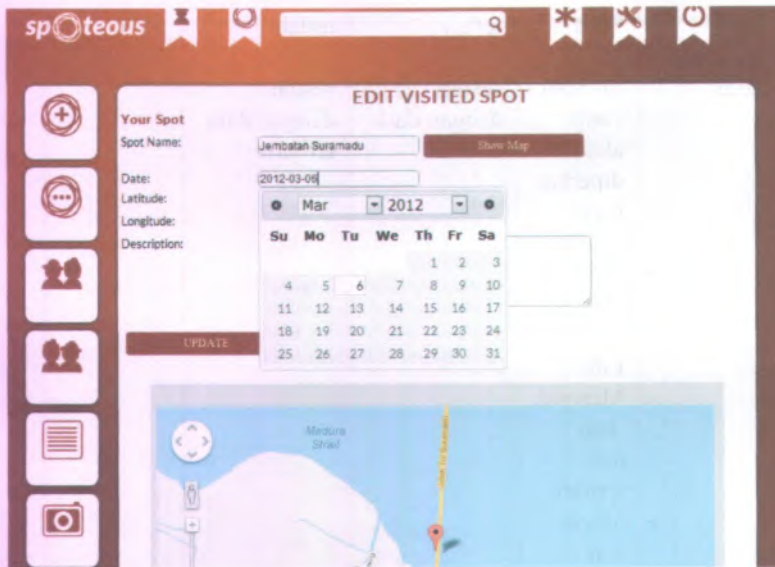 spoteous
EDIT VISITED SPOT
Your Spot
Spot Name: Jembatan Suramadu Show Map
Date: 2012-03-06
Latitude:
Longitude:
Description:
Mar 2012
Su Mo Tu We Th Fr Sa
1 2 3
4 5 6 7 8 9 10
11 12 13 14 15 16 17
18 19 20 21 22 23 24
25 26 27 28 29 30 31
UPDATE
Madura
Strait